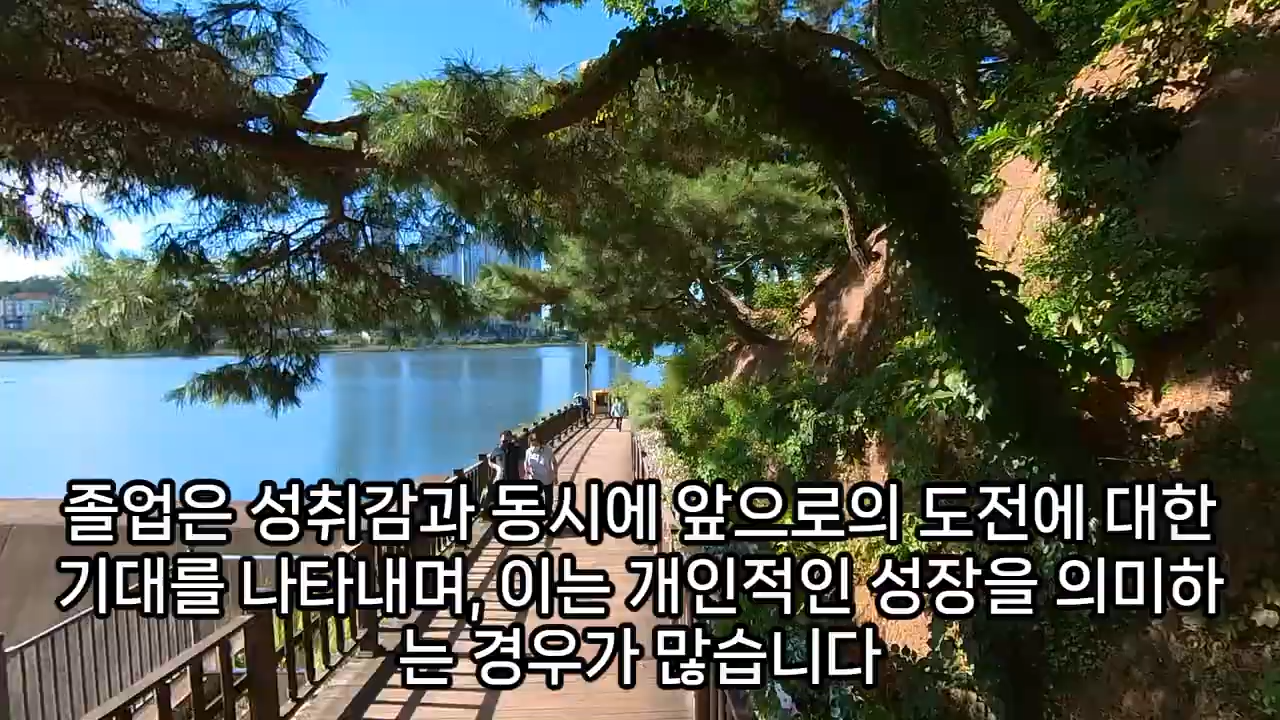 졸업은 성취감과 동시에 앞으로의 도전에 대한
기대를 나타내며, 이는 개인적인 성장을 의미하
는 경우가 많습니다